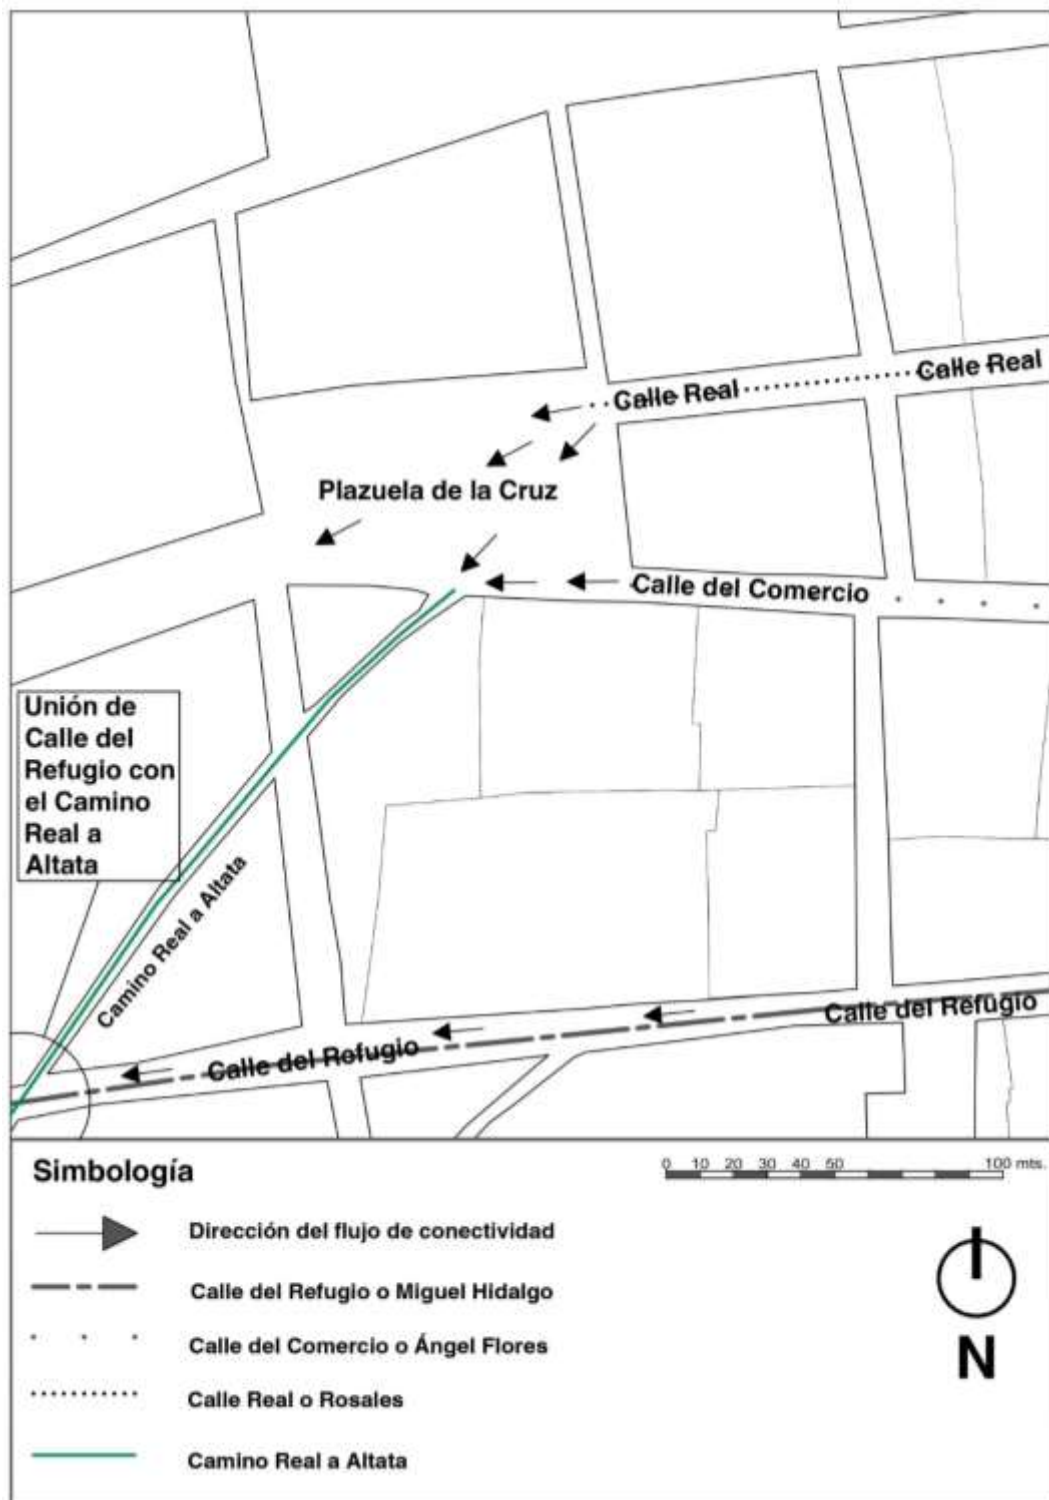 Calle Real
Calle Real
Plazuela de la Cruz
Calle del Comercio
Unión de
Calle del
Refugio con
el Camino
Real a
Altata
Camino Real a Altata
Calle del Refugio
Calle del Refugio
Simbología
0 10 20 30 40 50 100 mts.
Dirección del flujo de conectividad
Calle del Refugio o Miguel Hidalgo
Calle del Comercio o Ángel Flores
Calle Real o Rosales
Camino Real a Altata
N